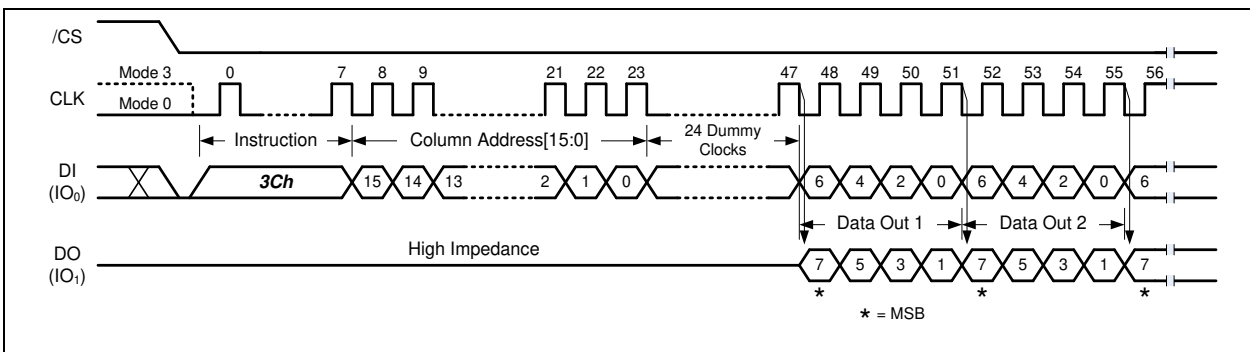 /CS
Mode 3
0 7 8 9 21 22 23 47 48 49 50 51 52 53 54 55 56
CLK
Mode 0
Instruction
Column Address[15:0]
24 Dummy
Clocks
DI
(IO0)
3Ch
15 14 13 2 1 0 6 4 2 0 6 4 2 0 6
Data Out 1
Data Out 2
High Impedance
DO
(IO1)
7 5 3 1 7 5 3 1 7
* * *
* = MSB